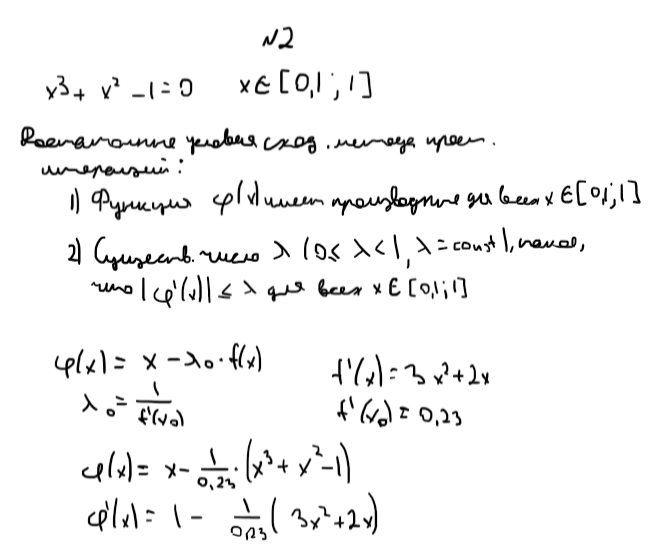 №2
x³ + x² - 1 = 0 x ∈ [0,1 ; 1]
Достаточные условия сход. метода прост.
итераций:
1) Функция φ(x) имеет производные для всех x ∈ [0,1; 1]
2) Существ. число λ (0 ≤ λ < 1, λ = const), такое,
что |φ'(x)| ≤ λ для всех x ∈ [0,1; 1]
φ(x) = x - λ₀ · f(x) f'(x) = 3x² + 2x
λ₀ = 1/f'(x₀) f'(x₀) = 0,23
φ(x) = x - 1/0,23 · (x³ + x² - 1)
φ'(x) = 1 - 1/0,23 (3x² + 2x)